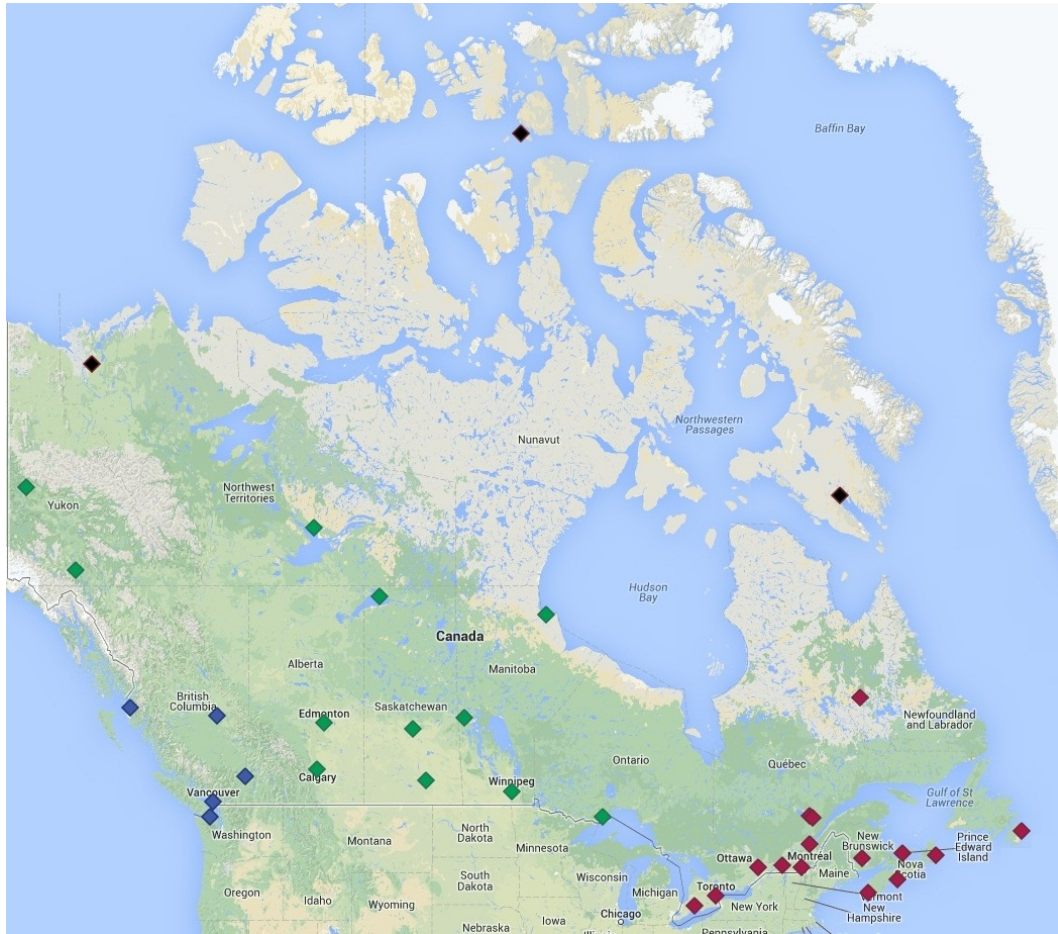 Baffin Bay
Northwestern
Passages
Nunavut
Northwest
Territories
Yukon
Hudson
Bay
Canada
Alberta
Manitoba
British
Columbia
Edmonton
Saskatchewan
Newfoundland
and Labrador
Ontario
Québec
Calgary
Winnipeg
Vancouver
Gulf of St
Lawrence
Washington
Montana
North
Dakota
Minnesota
New
Brunswick
Prince
Edward
Island
Ottawa
Montréal
Maine
Nova
Scotia
South
Dakota
Wisconsin
Michigan
Toronto
Oregon
Idaho
Wyoming
New York
Vermont
New
Hampshire
Iowa
Chicago
Nebraska
Pennsylvania